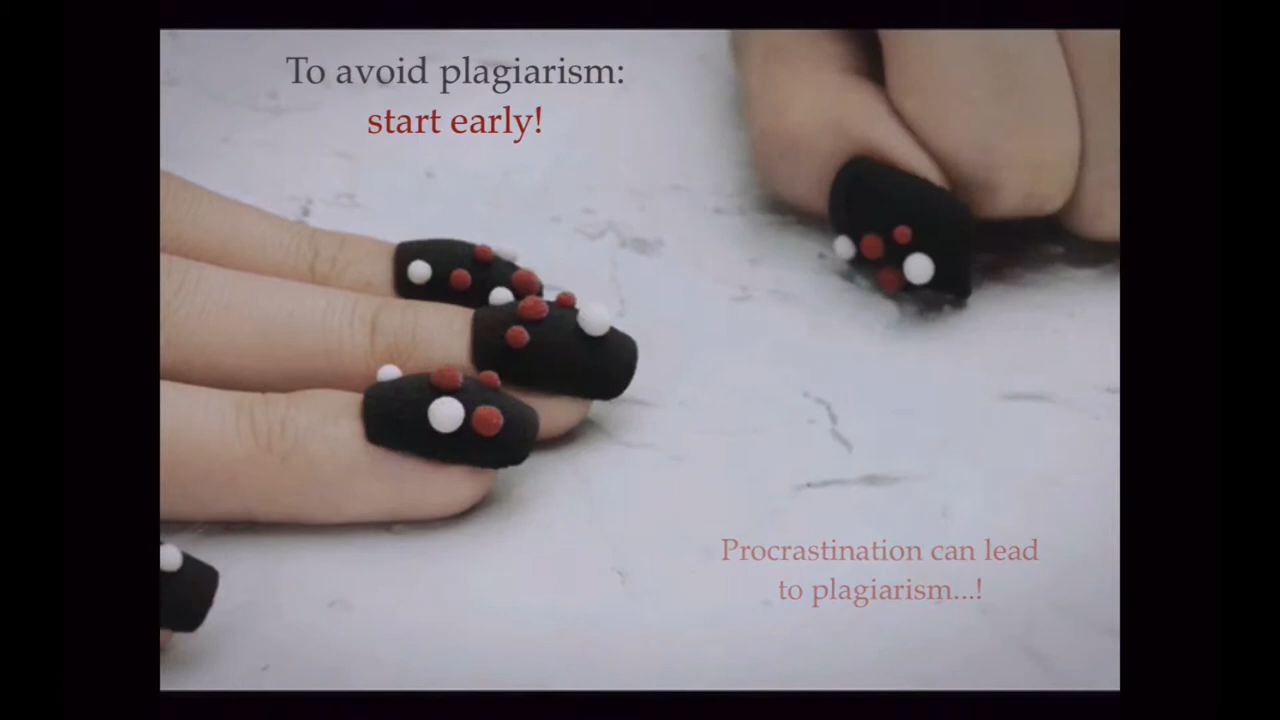 To avoid plagiarism:
start early!
Procrastination can lead
to plagiarism...!